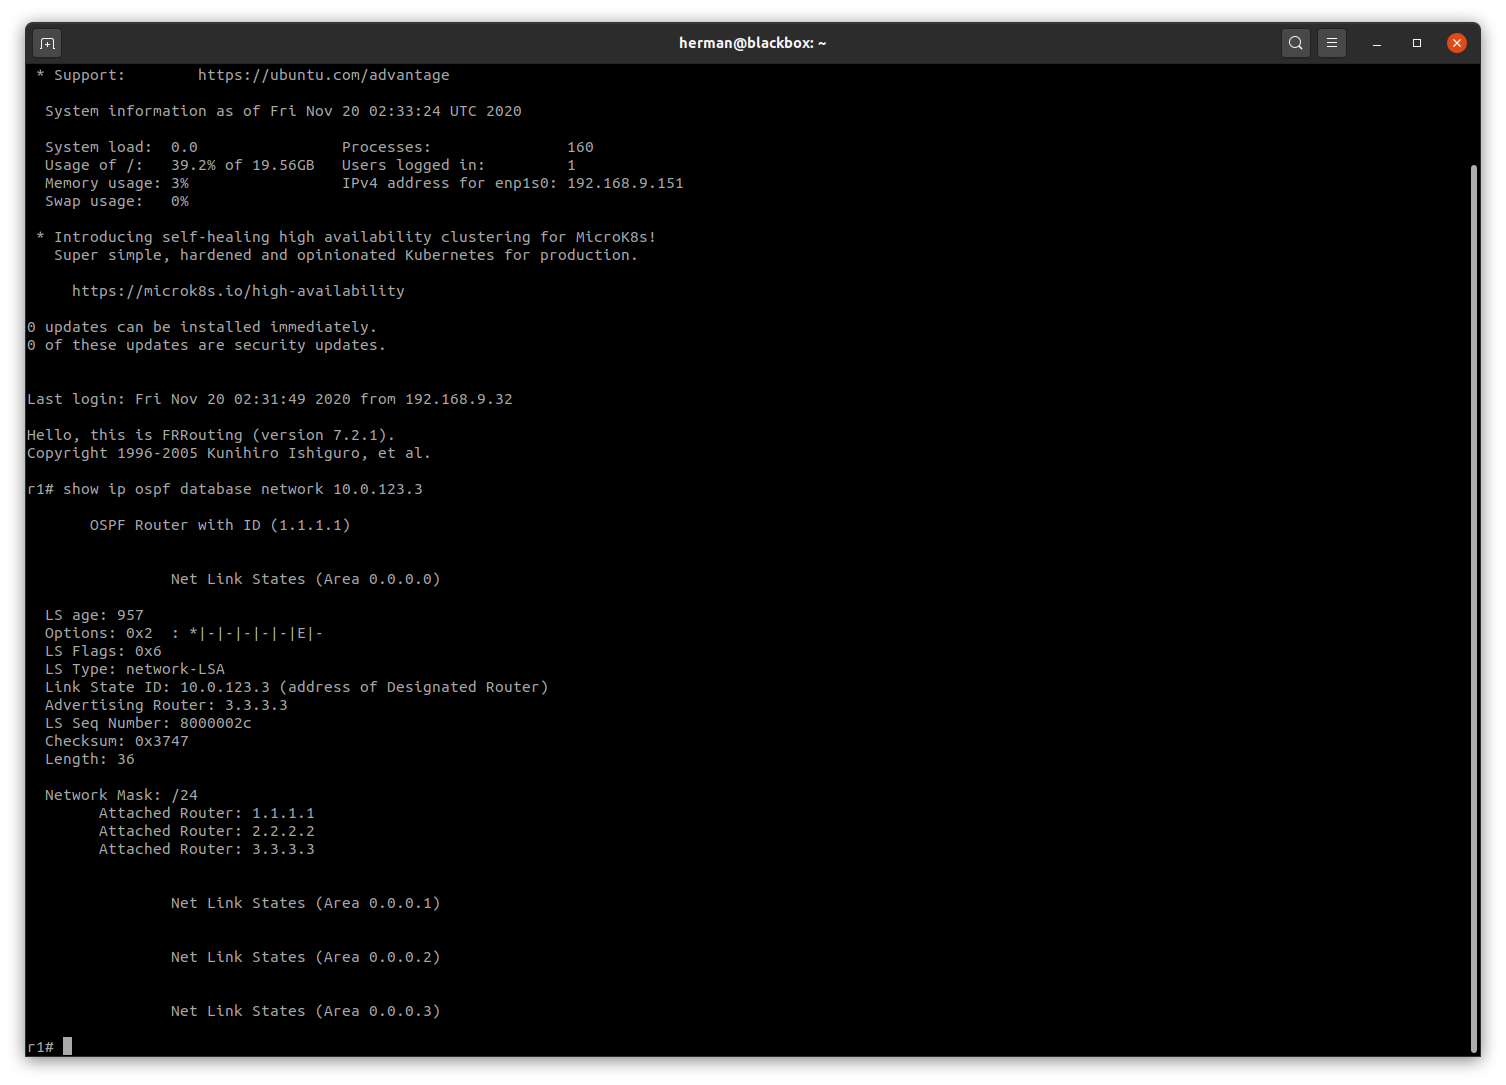 herman@blackbox: ~
* Support:        https://ubuntu.com/advantage
System information as of Fri Nov 20 02:33:24 UTC 2020
System load:  0.0                Processes:               160
Usage of /:   39.2% of 19.56GB   Users logged in:         1
Memory usage: 3%                 IPv4 address for enp1s0: 192.168.9.151
Swap usage:   0%
* Introducing self-healing high availability clustering for MicroK8s!
Super simple, hardened and opinionated Kubernetes for production.
https://microk8s.io/high-availability
0 updates can be installed immediately.
0 of these updates are security updates.
Last login: Fri Nov 20 02:31:49 2020 from 192.168.9.32
Hello, this is FRRouting (version 7.2.1).
Copyright 1996-2005 Kunihiro Ishiguro, et al.
r1# show ip ospf database network 10.0.123.3
OSPF Router with ID (1.1.1.1)
Net Link States (Area 0.0.0.0)
LS age: 957
Options: 0x2  : *|-|-|-|-|-|E|-
LS Flags: 0x6
LS Type: network-LSA
Link State ID: 10.0.123.3 (address of Designated Router)
Advertising Router: 3.3.3.3
LS Seq Number: 8000002c
Checksum: 0x3747
Length: 36
Network Mask: /24
Attached Router: 1.1.1.1
Attached Router: 2.2.2.2
Attached Router: 3.3.3.3
Net Link States (Area 0.0.0.1)
Net Link States (Area 0.0.0.2)
Net Link States (Area 0.0.0.3)
r1#